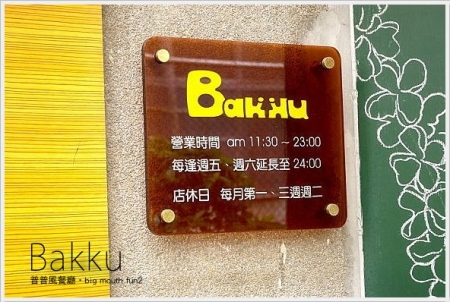 Bakku
營業時間 am 11:30 ~ 23:00
每逢週五、週六延長至 24:00
店休日 每月第一、三週週二
Bakku
普普風餐廳・big mouth fun2